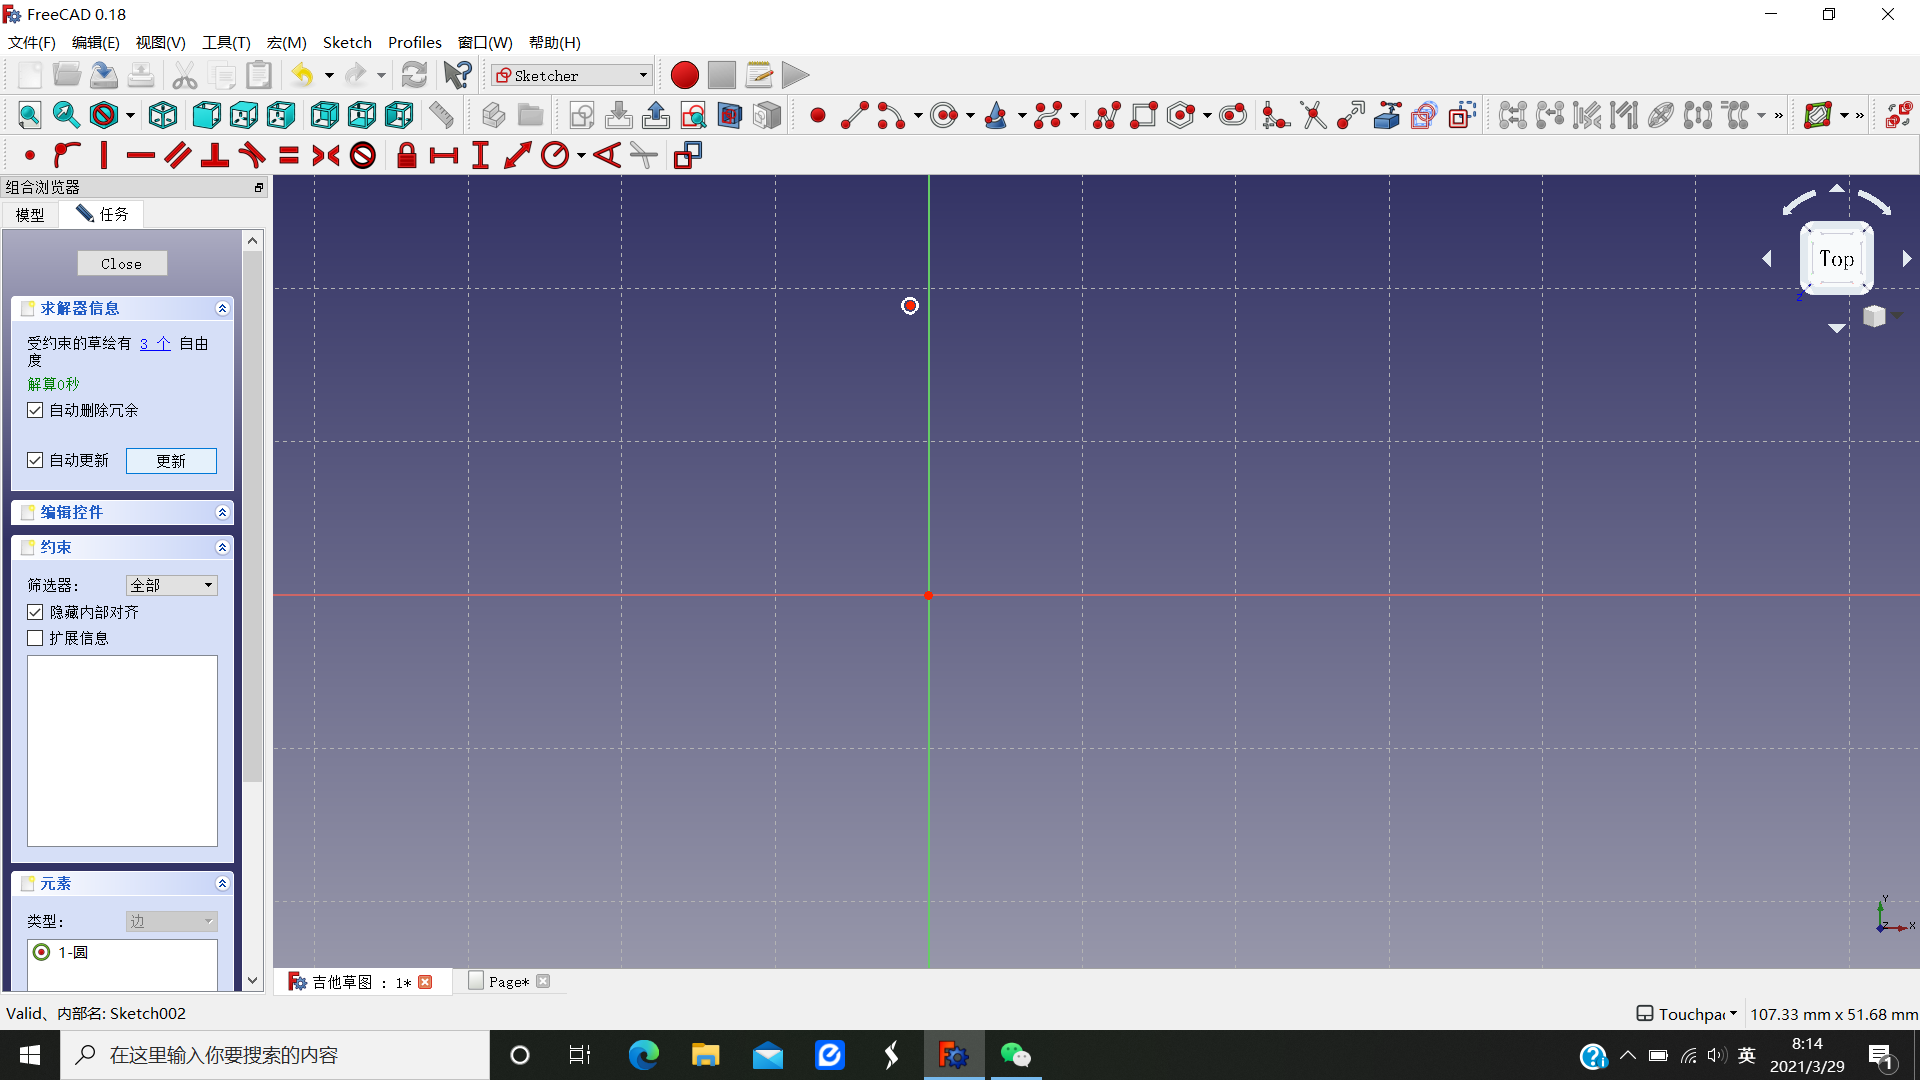 FreeCAD 0.18
文件(F) 编辑(E) 视图(V) 工具(T) 宏(M) Sketch Profiles 窗口(W) 帮助(H)
Sketcher
»
»
组合浏览器
模型 任务
Close
求解器信息
受约束的草绘有 3 个 自由
度
解算0秒
自动删除冗余
自动更新 更新
编辑控件
约束
筛选器: 全部
隐藏内部对齐
扩展信息
元素
类型: 边
1-圆
Top
Z
Y
Z X
吉他草图 : 1* Page*
Valid、内部名: Sketch002
Touchpa 107.33 mm x 51.68 mm
在这里输入你要搜索的内容
英
8:14
2021/3/29
1